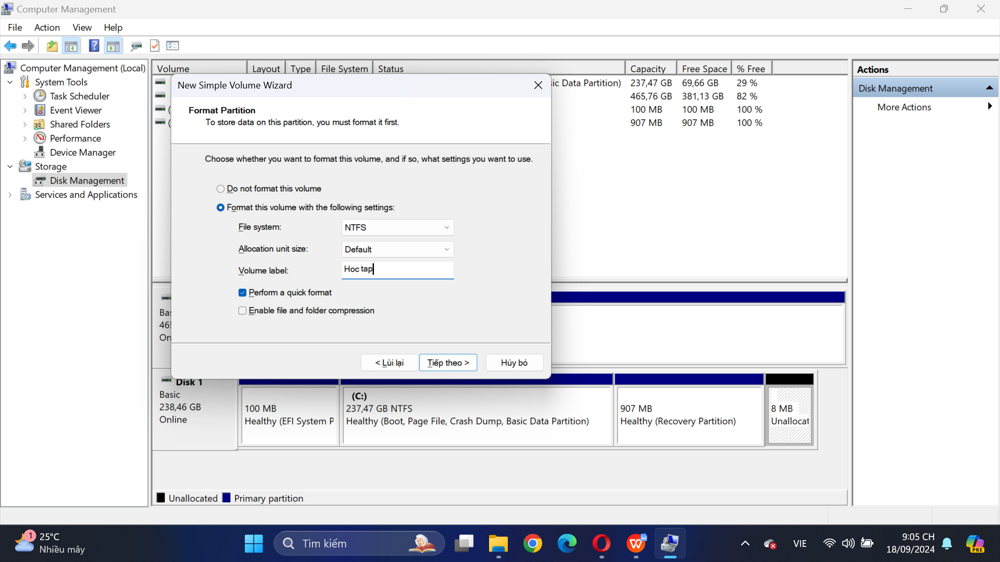 Computer Management
File Action View Help
Computer Management (Local)
System Tools
Task Scheduler
Event Viewer
Shared Folders
Performance
Device Manager
Storage
Disk Management
Services and Applications
Volume Layout Type File System Status Capacity Free Space % Free
ic Data Partition) 237,47 GB 69,66 GB 29 %
465,76 GB 381,13 GB 82 %
( 100 MB 100 MB 100 %
( 907 MB 907 MB 100 %
New Simple Volume Wizard
Format Partition
To store data on this partition, you must format it first.
Choose whether you want to format this volume, and if so, what settings you want to use.
Do not format this volume
Format this volume with the following settings:
File system: NTFS
Allocation unit size: Default
Volume label: Hoc tap
Perform a quick format
Enable file and folder compression
< Lùi lại Tiếp theo > Hủy bỏ
Bas
465
On
Disk 1
Basic
238,46 GB
Online
100 MB
Healthy (EFI System P
(C:)
237,47 GB NTFS
Healthy (Boot, Page File, Crash Dump, Basic Data Partition)
907 MB
Healthy (Recovery Partition)
8 MB
Unallocat
Unallocated Primary partition
Actions
Disk Management
More Actions
1
25°C
Nhiều mây
Tìm kiếm
W
W
VIE
9:05 CH
18/09/2024
PRE